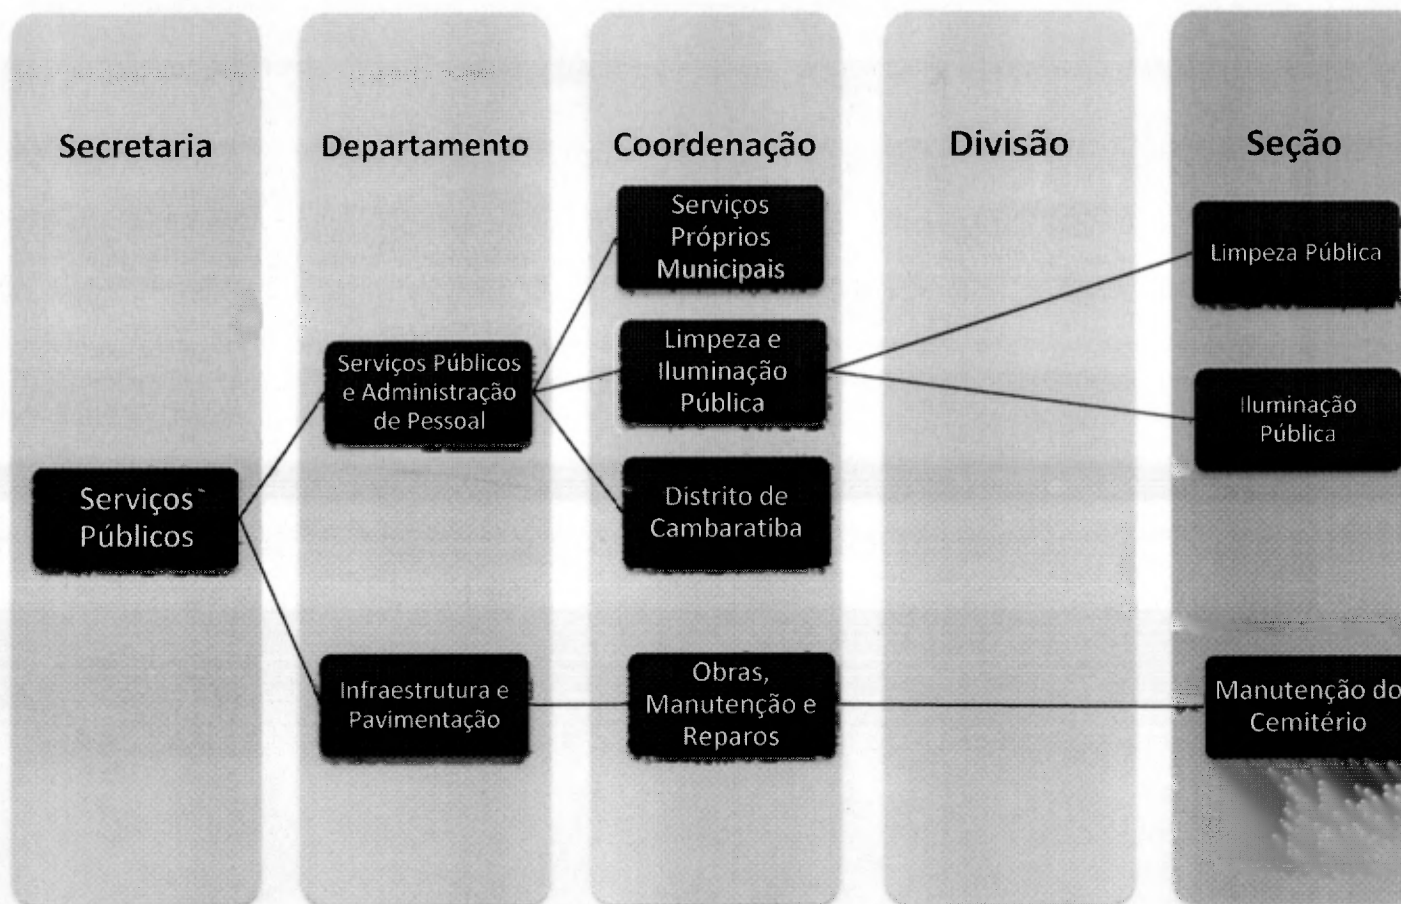 Secretaria
Departamento
Coordenação
Divisão
Seção
Serviços
Públicos
Serviços Públicos
e Administração
de Pessoal
Infraestrutura e
Pavimentação
Serviços
Próprios
Municipais
Limpeza e
Iluminação
Pública
Distrito de
Cambaratiba
Obras,
Manutenção e
Reparos
Limpeza Pública
Iluminação
Pública
Manutenção do
Cemitério